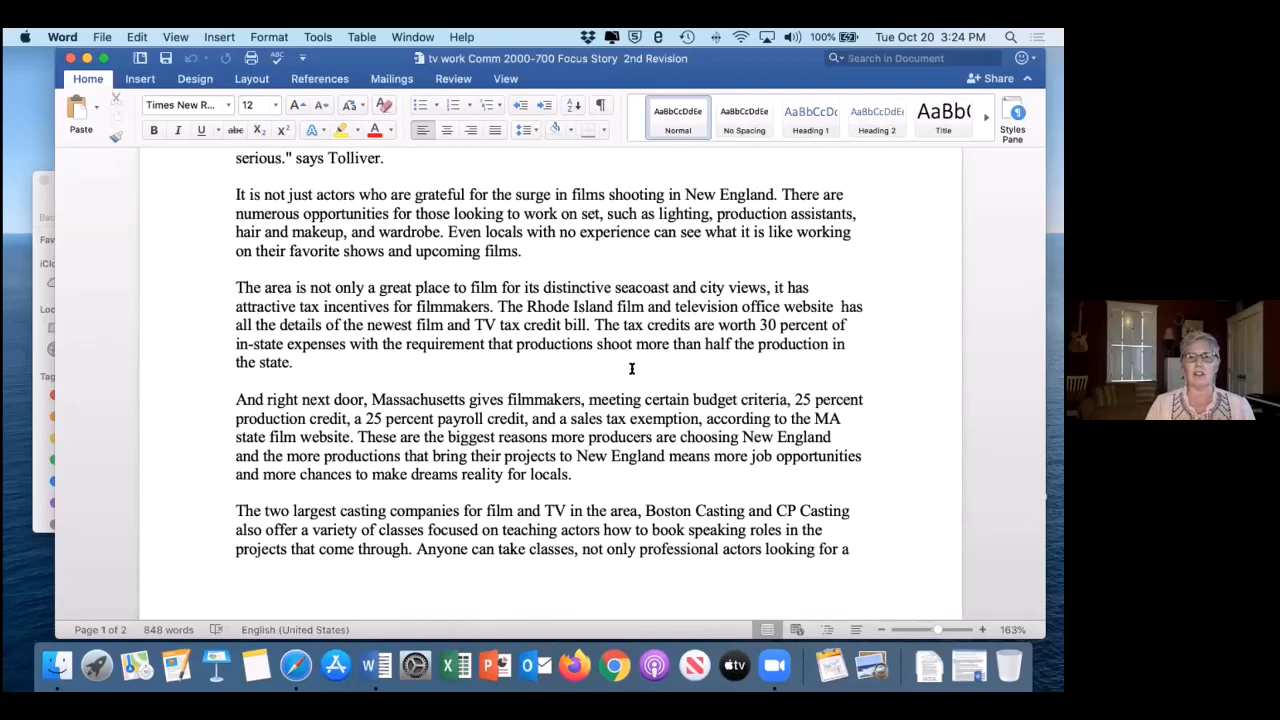 Word File Edit View Insert Format Tools Table Window Help 100% Tue Oct 20 3:24 PM
tv work Comm 2000-700 Focus Story 2nd Revision
Search in Document
Home Insert Design Layout References Mailings Review View Share
Paste
Times New R... 12
AaBbCcDdEe AaBbCcDdEe AaBbCcDc AaBbCcDdEe AaBb(
Normal No Spacing Heading 1 Heading 2 Title
Styles Pane
serious." says Tolliver.
It is not just actors who are grateful for the surge in films shooting in New England. There are
numerous opportunities for those looking to work on set, such as lighting, production assistants,
hair and makeup, and wardrobe. Even locals with no experience can see what it is like working
on their favorite shows and upcoming films.
The area is not only a great place to film for its distinctive seacoast and city views, it has
attractive tax incentives for filmmakers. The Rhode Island film and television office website has
all the details of the newest film and TV tax credit bill. The tax credits are worth 30 percent of
in-state expenses with the requirement that productions shoot more than half the production in
the state.
And right next door, Massachusetts gives filmmakers, meeting certain budget criteria, 25 percent
production credit, a 25 percent payroll credit, and a sales tax exemption, according to the MA
state film website. These are the biggest reasons more producers are choosing New England
and the more productions that bring their projects to New England means more job opportunities
and more chances to make dreams reality for locals.
The two largest casting companies for film and TV in the area, Boston Casting and CP Casting
also offer a variety of classes focused on teaching actors how to book speaking roles in the
projects that come through. Anyone can take classes, not only professional actors looking for a
Page 1 of 2 848 words English (United States) 163%